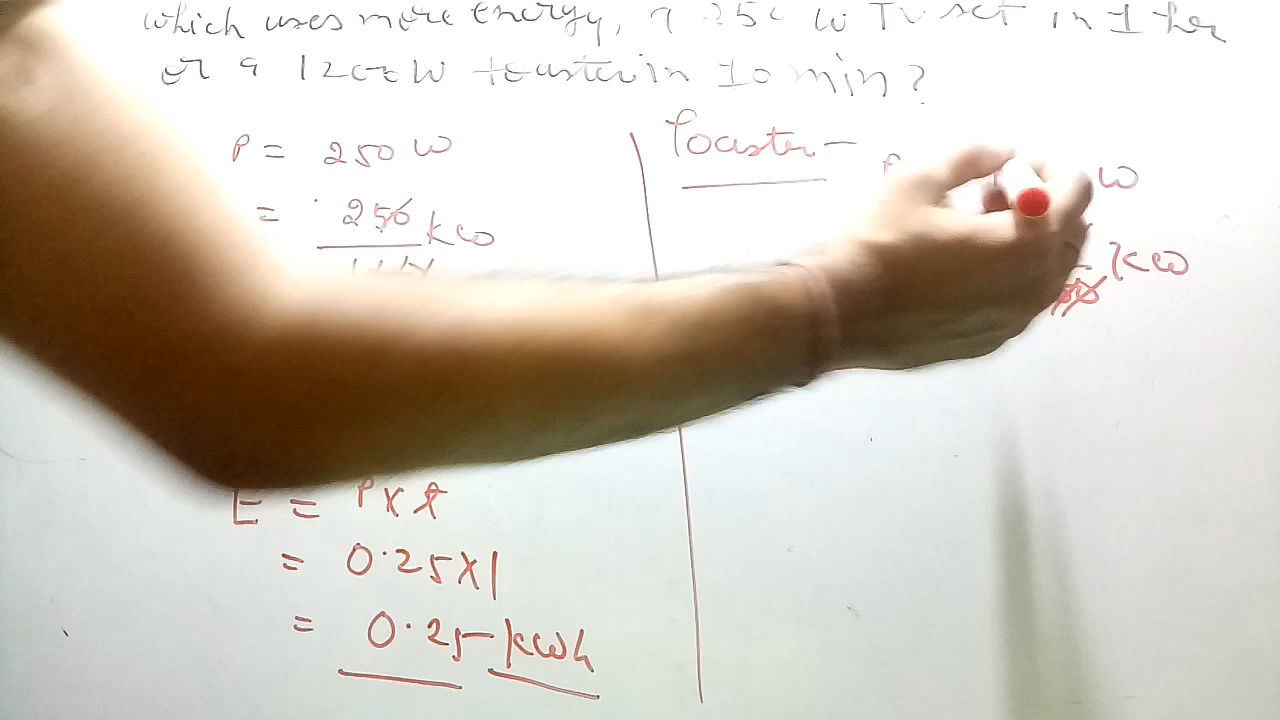 which uses more energy, a 250 W TV set in 1 hr
or a 1200W toaster in 10 min?
P = 250 W
= 250 kW
E = P x t
= 0.25 x 1
= 0.25 kWh
Toaster -
W
kW